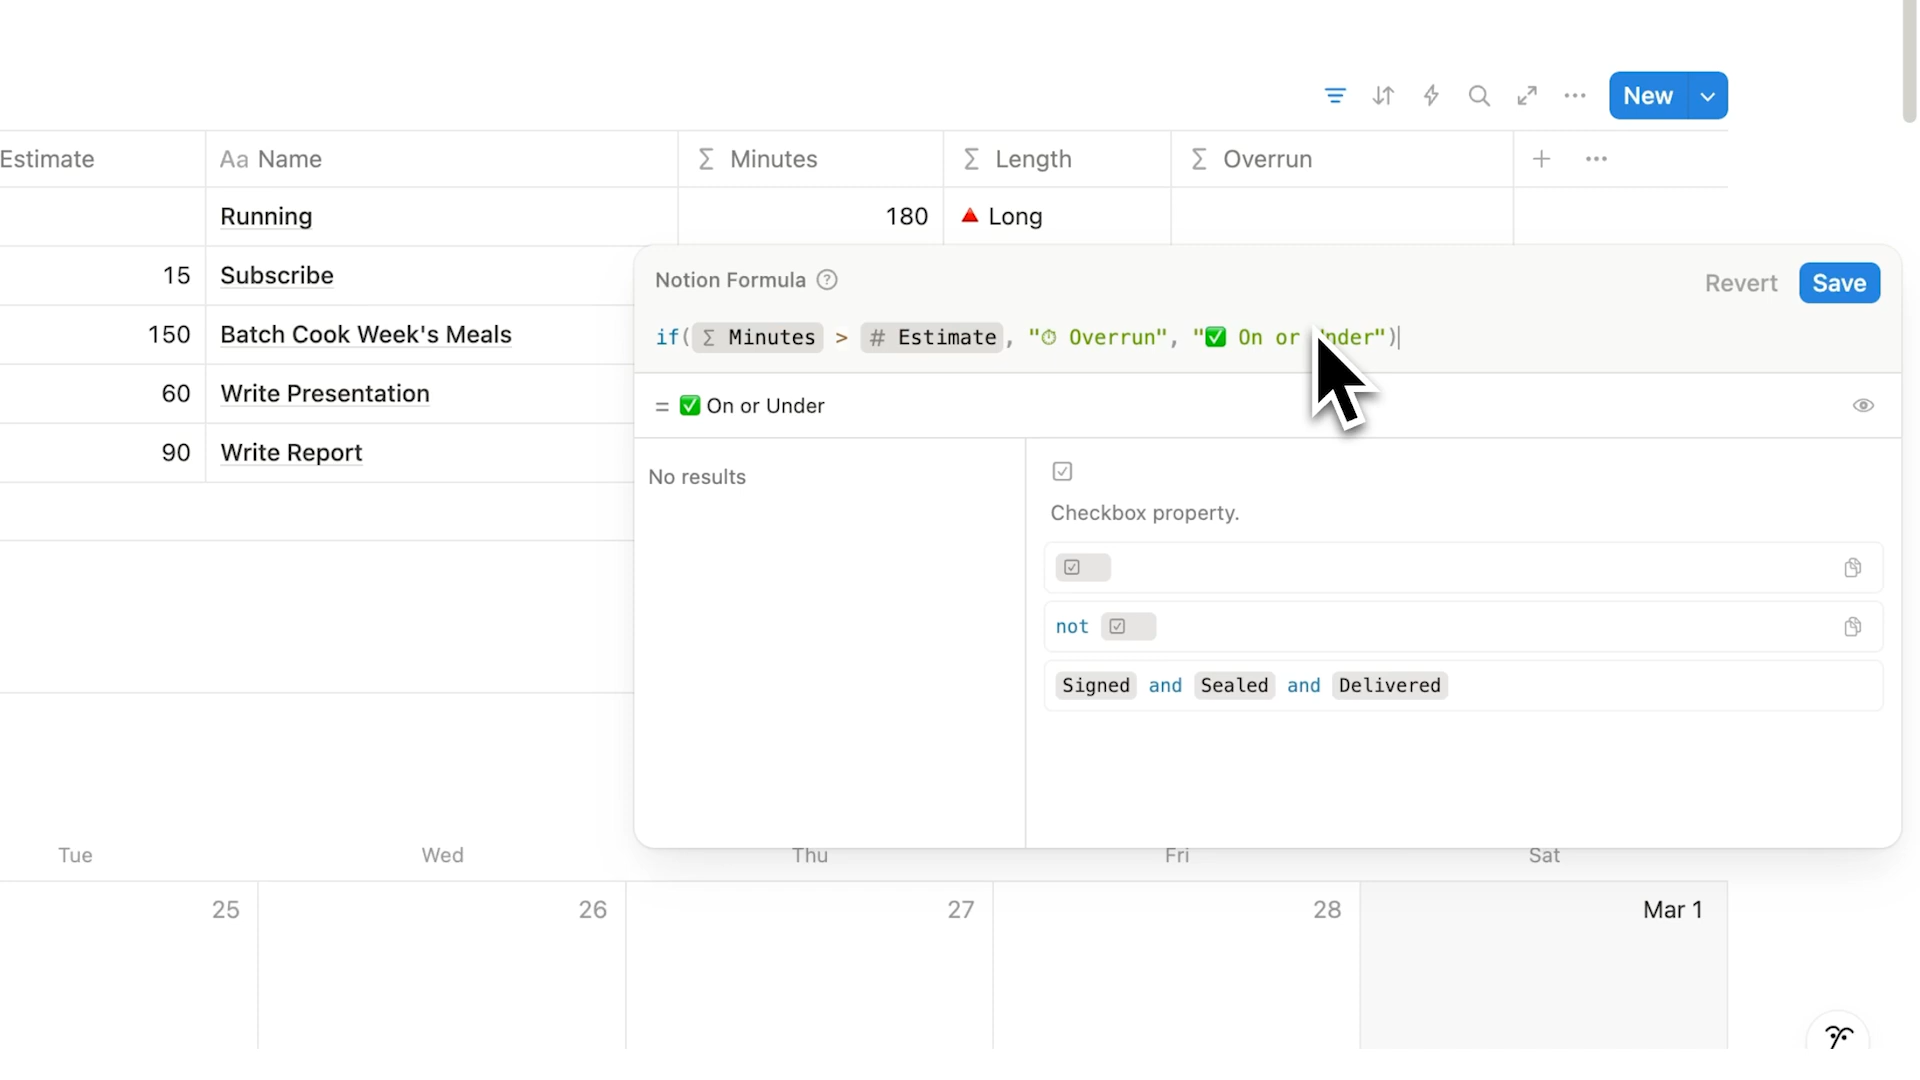 New
Estimate Aa Name Σ Minutes Σ Length Σ Overrun
Running 180 🔺 Long
15 Subscribe
150 Batch Cook Week's Meals
60 Write Presentation
90 Write Report
Notion Formula
Revert Save
if( Σ Minutes > # Estimate, "⏱ Overrun", "✅ On or Under")
= ✅ On or Under
No results
Checkbox property.
not
Signed and Sealed and Delivered
Tue Wed Thu Fri Sat
25 26 27 28 Mar 1